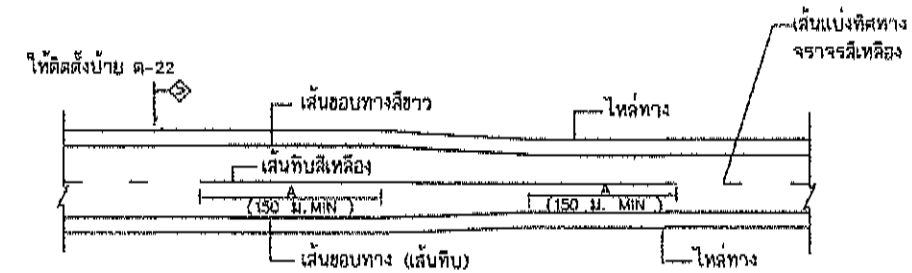 เส้นแบ่งทิศทาง
จราจรสีเหลือง
ให้ติดตั้งป้าย ต-22
เส้นขอบทางสีขาว
ไหล่ทาง
เส้นทึบสีเหลือง
A
(150 ม. MIN)
A
(150 ม. MIN)
เส้นขอบทาง (เส้นทึบ)
ไหล่ทาง